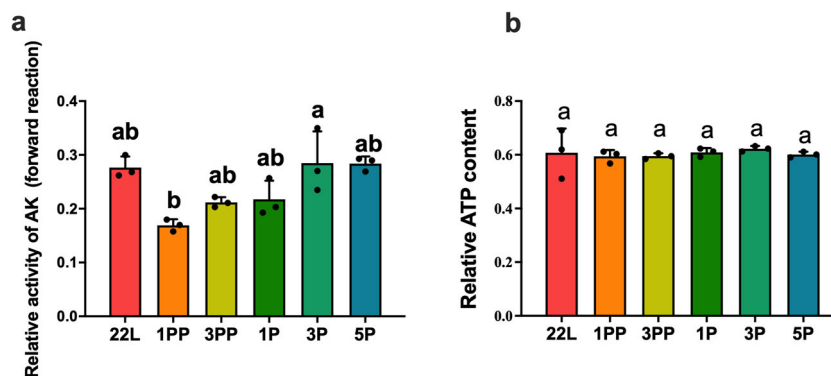 a
Relative activity of AK (forward reaction)
0.4
0.3
0.2
0.1
0.0
ab
b
ab
ab
a
ab
22L 1PP 3PP 1P 3P 5P
b
Relative ATP content
0.8
0.6
0.4
0.2
0.0
a a a a a a
22L 1PP 3PP 1P 3P 5P